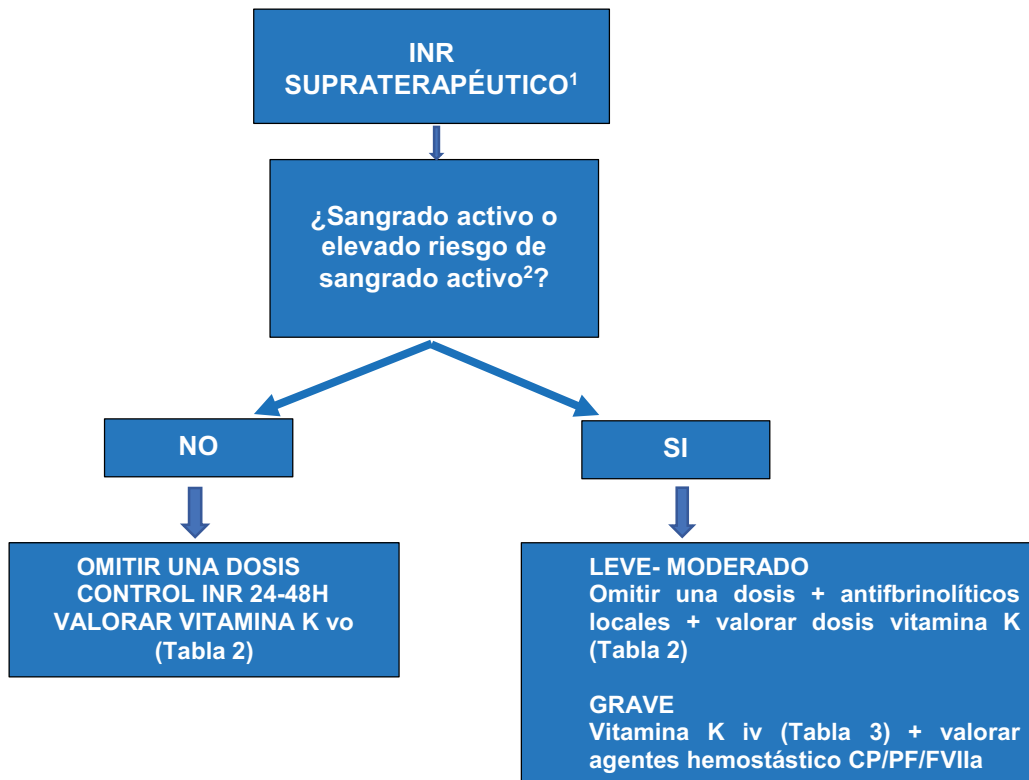 INR
SUPRATERAPÉUTICO¹
¿Sangrado activo o
elevado riesgo de
sangrado activo²?
NO
SI
OMITIR UNA DOSIS
CONTROL INR 24-48H
VALORAR VITAMINA K vo
(Tabla 2)
LEVE- MODERADO
Omitir una dosis + antifbrinolíticos
locales + valorar dosis vitamina K
(Tabla 2)
GRAVE
Vitamina K iv (Tabla 3) + valorar
agentes hemostástico CP/PF/FVIIa